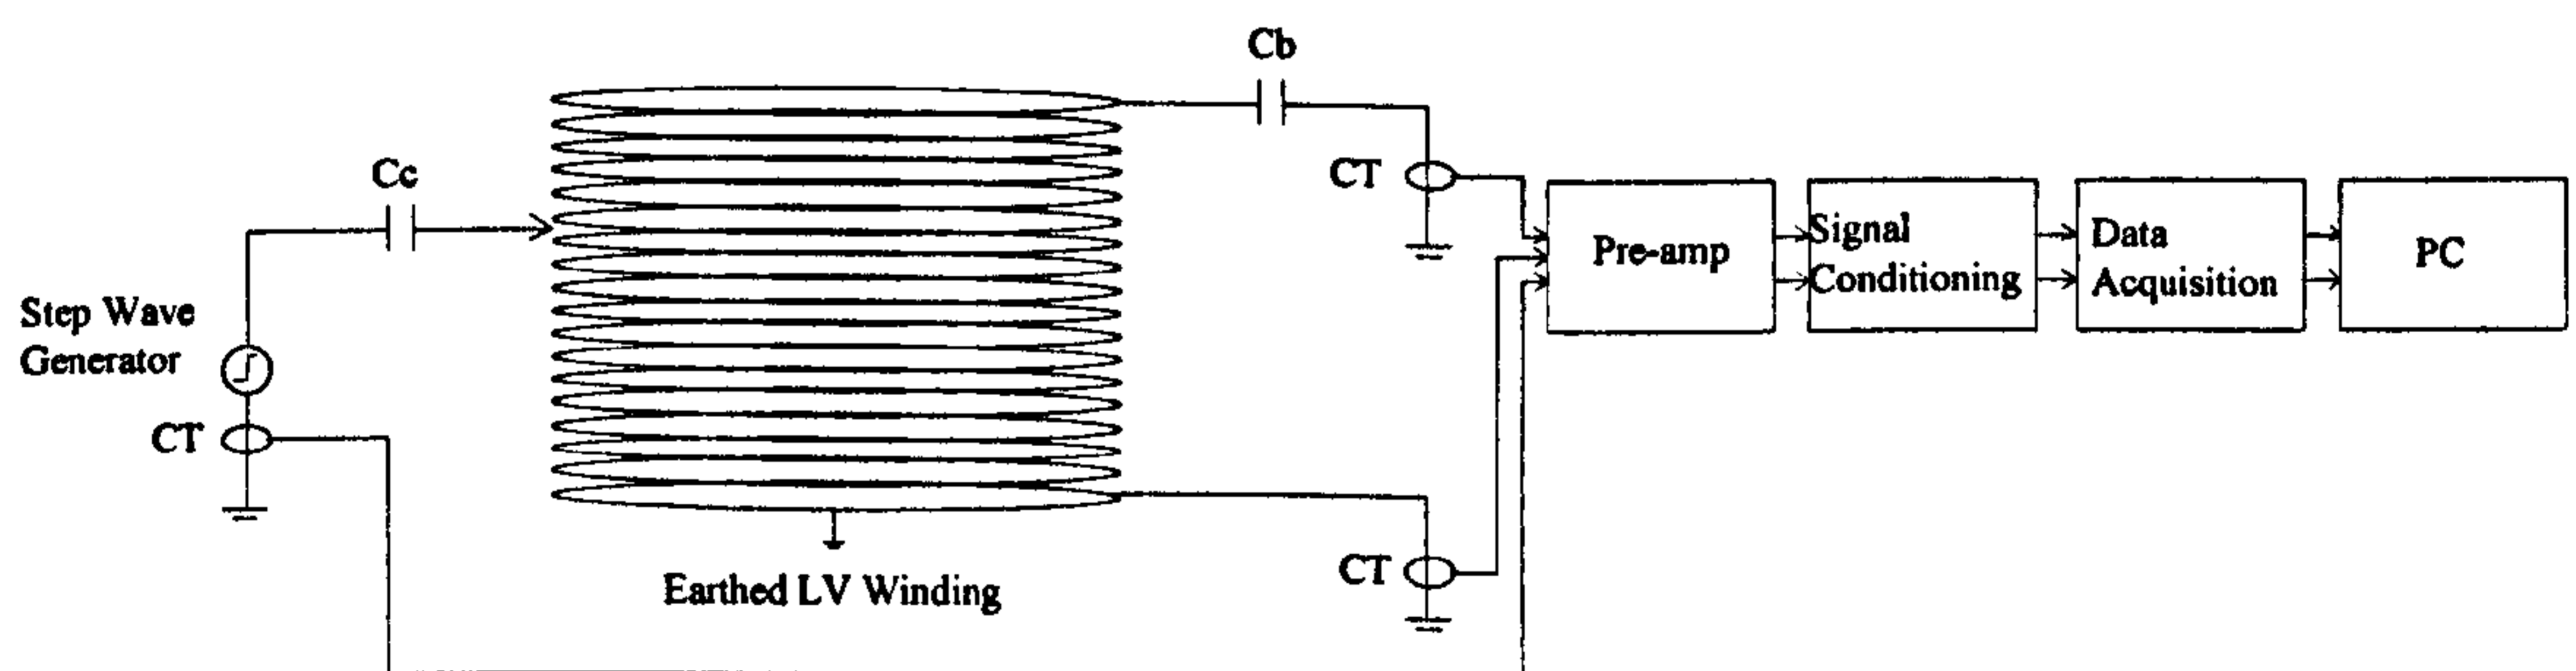 Cb
Cc
CT
Step Wave
Generator
CT
Pre-amp
Signal
Conditioning
Data
Acquisition
PC
CT
Earthed LV Winding